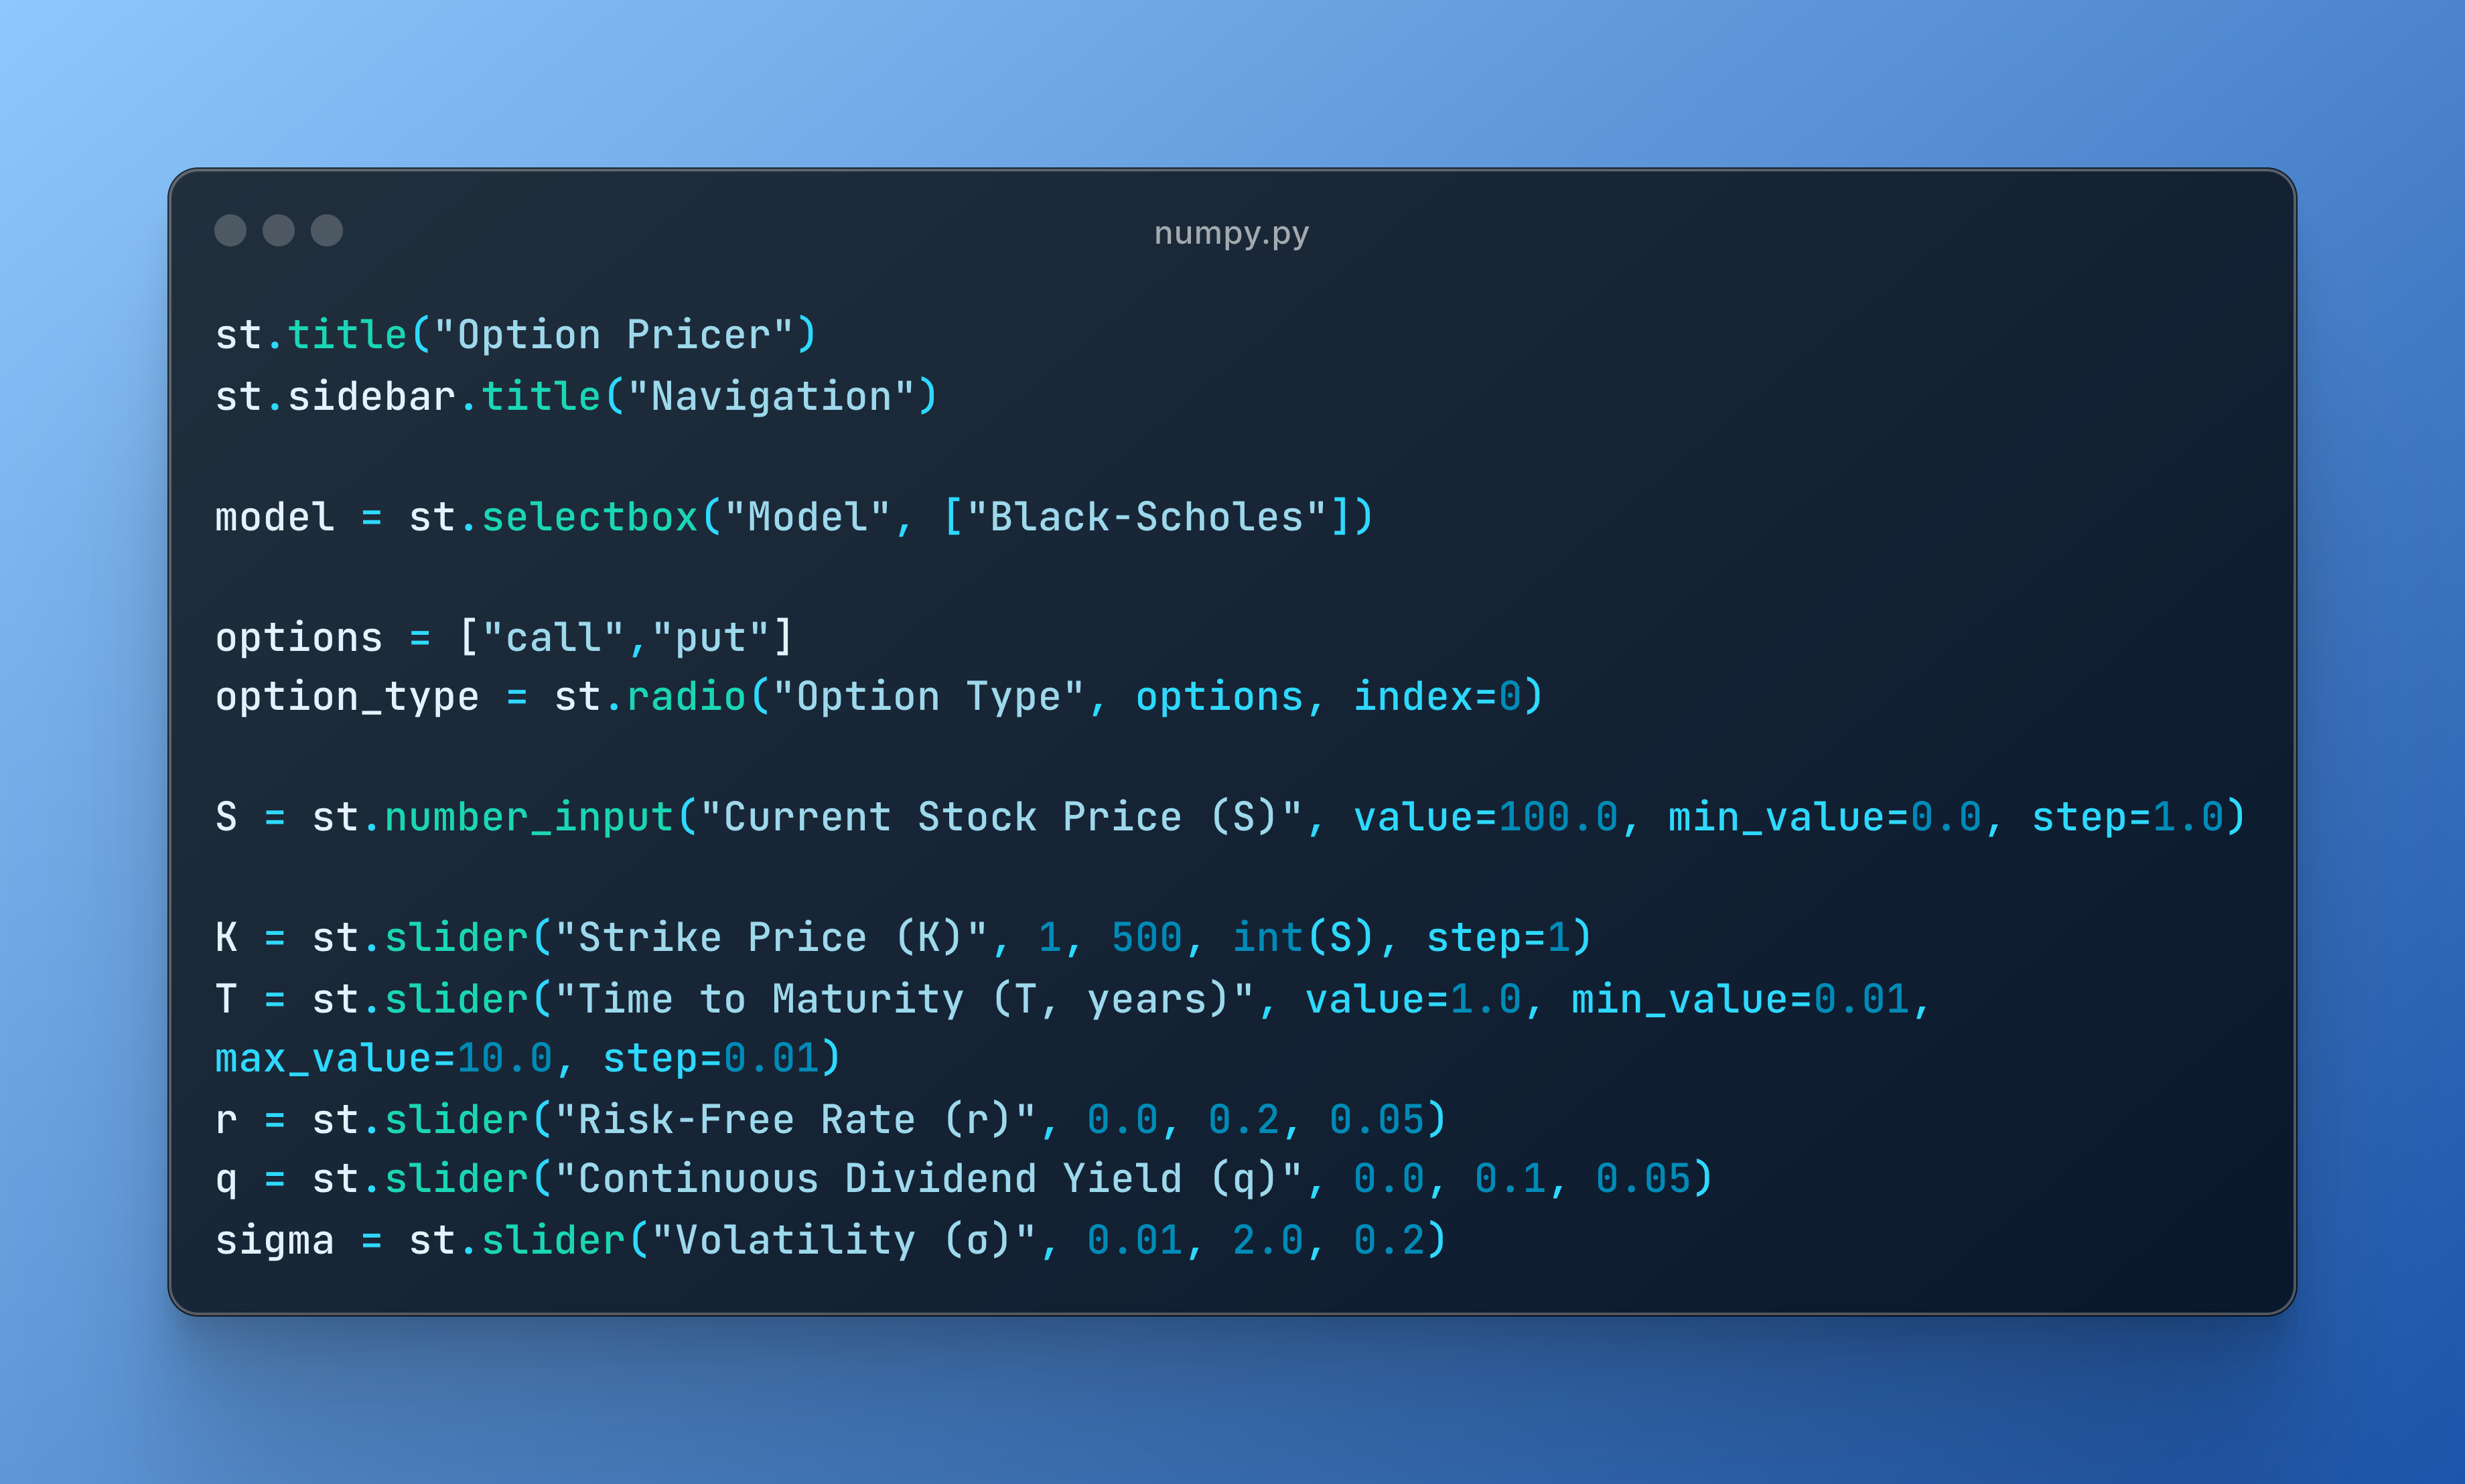 numpy.py
st.title("Option Pricer")
st.sidebar.title("Navigation")
model = st.selectbox("Model", ["Black-Scholes"])
options = ["call","put"]
option_type = st.radio("Option Type", options, index=0)
S = st.number_input("Current Stock Price (S)", value=100.0, min_value=0.0, step=1.0)
K = st.slider("Strike Price (K)", 1, 500, int(S), step=1)
T = st.slider("Time to Maturity (T, years)", value=1.0, min_value=0.01,
max_value=10.0, step=0.01)
r = st.slider("Risk-Free Rate (r)", 0.0, 0.2, 0.05)
q = st.slider("Continuous Dividend Yield (q)", 0.0, 0.1, 0.05)
sigma = st.slider("Volatility (σ)", 0.01, 2.0, 0.2)